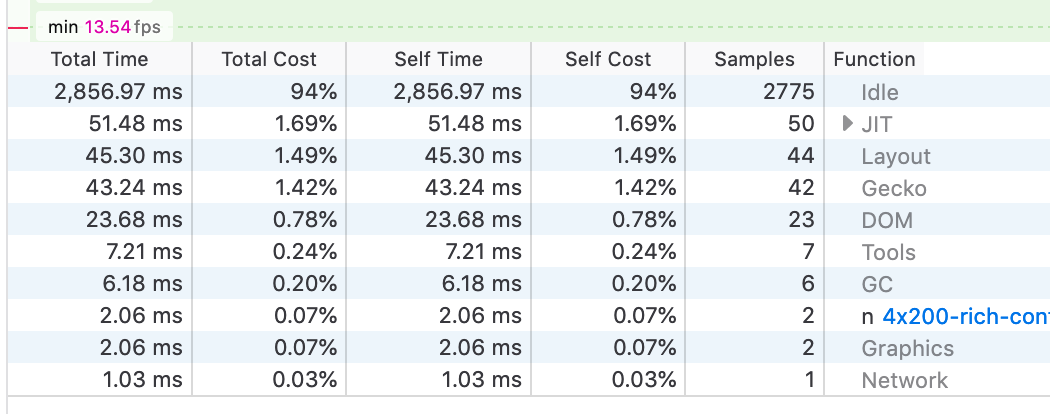 min 13.54fps
Total Time Total Cost Self Time Self Cost Samples Function
2,856.97 ms 94% 2,856.97 ms 94% 2775 Idle
51.48 ms 1.69% 51.48 ms 1.69% 50 JIT
45.30 ms 1.49% 45.30 ms 1.49% 44 Layout
43.24 ms 1.42% 43.24 ms 1.42% 42 Gecko
23.68 ms 0.78% 23.68 ms 0.78% 23 DOM
7.21 ms 0.24% 7.21 ms 0.24% 7 Tools
6.18 ms 0.20% 6.18 ms 0.20% 6 GC
2.06 ms 0.07% 2.06 ms 0.07% 2 n 4x200-rich-con
2.06 ms 0.07% 2.06 ms 0.07% 2 Graphics
1.03 ms 0.03% 1.03 ms 0.03% 1 Network